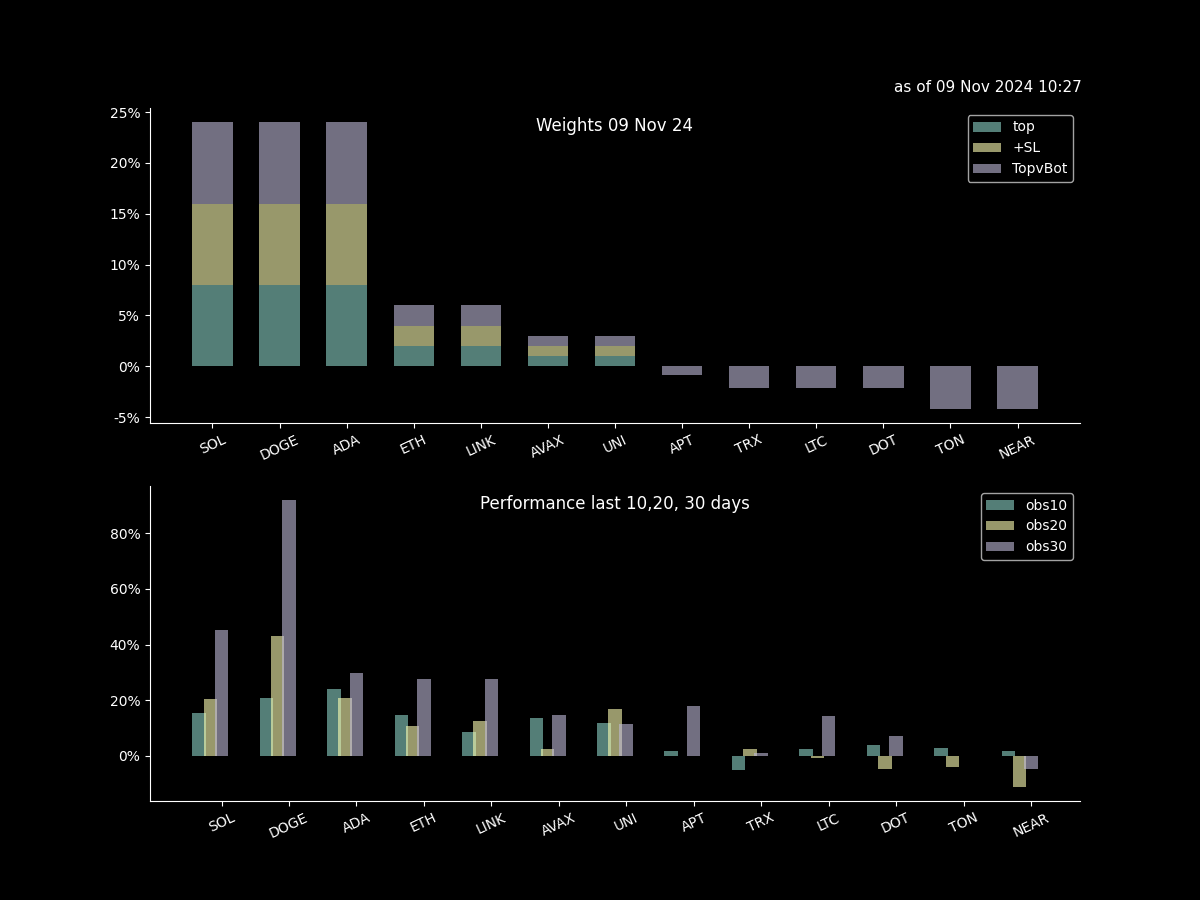 as of 09 Nov 2024 10:27
Weights 09 Nov 24
top
+SL
TopvBot
25%
20%
15%
10%
5%
0%
-5%
SOL DOGE ADA ETH LINK AVAX UNI APT TRX LTC DOT TON NEAR
Performance last 10,20, 30 days
obs10
obs20
obs30
80%
60%
40%
20%
0%
SOL DOGE ADA ETH LINK AVAX UNI APT TRX LTC DOT TON NEAR